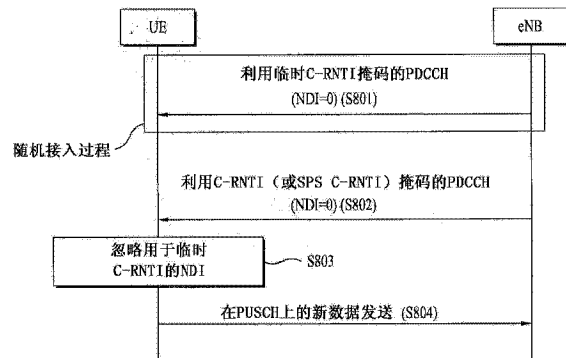 UE
eNB
利用临时C-RNTI掩码的PDCCH
(NDI=0) (S801)
随机接入过程
利用C-RNTI（或SPS C-RNTI）掩码的PDCCH
(NDI=0) (S802)
忽略用于临时
C-RNTI的NDI
S803
在PUSCH上的新数据发送 (S804)